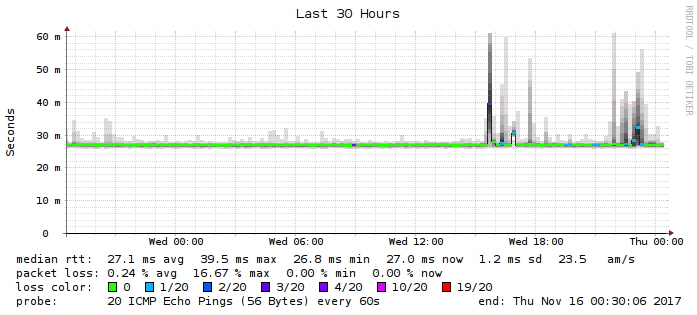 Last 30 Hours
RRDTOOL / TOBI OETIKER
Seconds
60 m
50 m
40 m
30 m
20 m
10 m
0
Wed 00:00 Wed 06:00 Wed 12:00 Wed 18:00 Thu 00:00
median rtt: 27.1 ms avg 39.5 ms max 26.8 ms min 27.0 ms now 1.2 ms sd 23.5 am/s
packet loss: 0.24 % avg 16.67 % max 0.00 % min 0.00 % now
loss color: 0 1/20 2/20 3/20 4/20 10/20 19/20
probe: 20 ICMP Echo Pings (56 Bytes) every 60s end: Thu Nov 16 00:30:06 2017